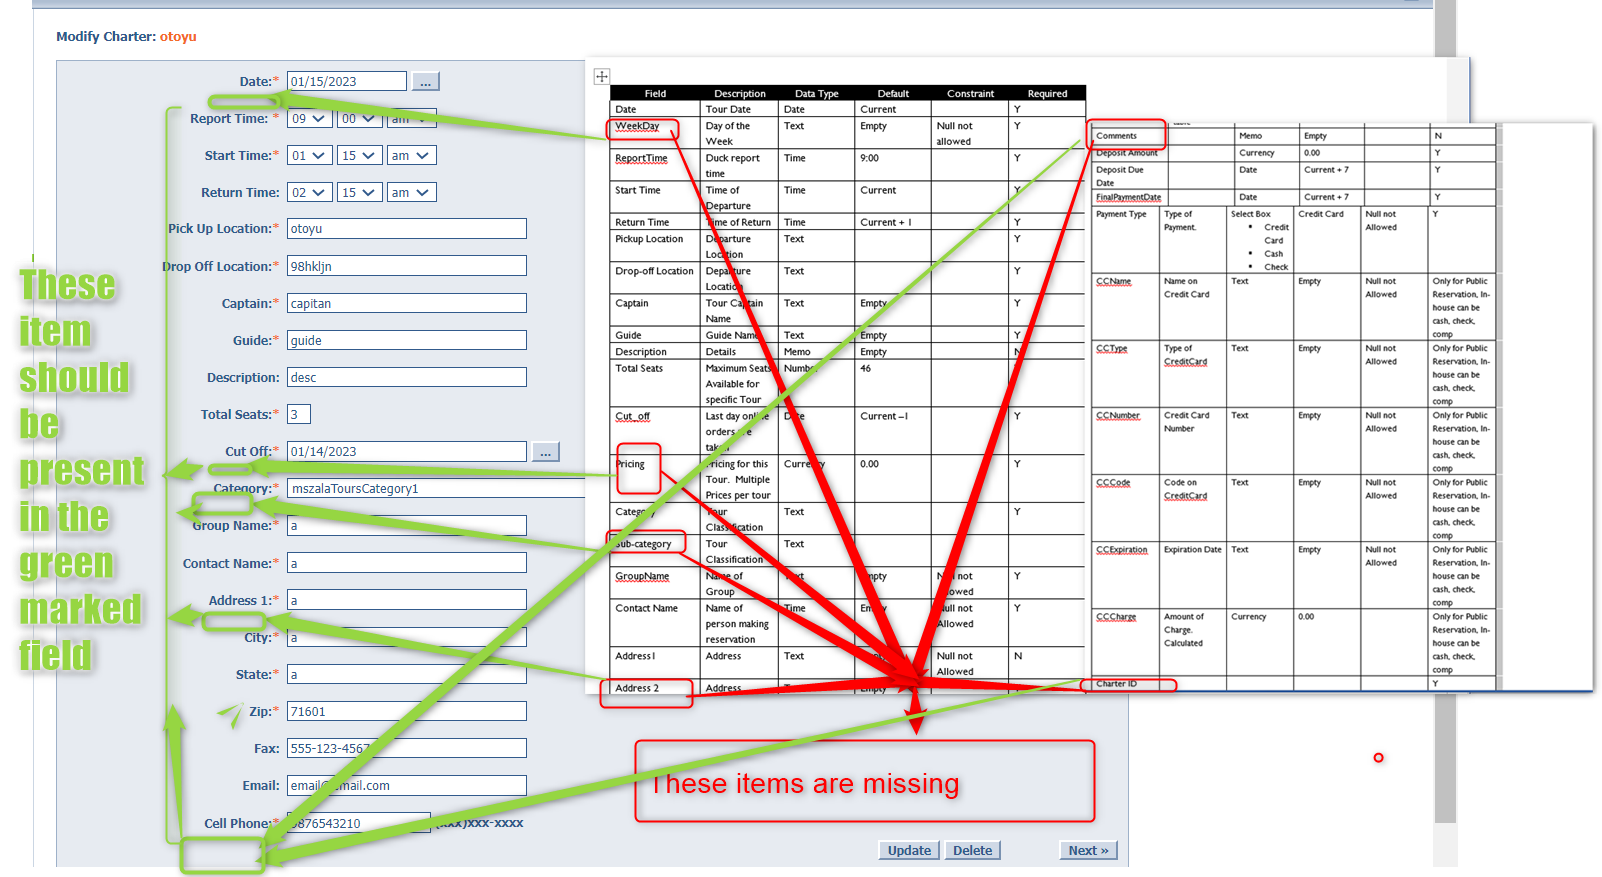 Modify Charter: otoyu
Date:* 01/15/2023 ...
Report Time:* 09 00 am
Start Time:* 01 15 am
Return Time:* 02 15 am
Pick Up Location:* otoyu
Drop Off Location:* 98hkljn
Captain:* capitan
Guide:* guide
Description: desc
Total Seats:* 3
Cut Off:* 01/14/2023 ...
Category:* mszalaToursCategory1
Group Name:* a
Contact Name:* a
Address 1:* a
City:* a
State:* a
Zip:* 71601
Fax: 555-123-4567
Email: email@email.com
Cell Phone:* 9876543210 (xxx)xxx-xxxx
Update Delete Next »
These
item
should
be
present
in the
green
marked
field
Field Description Data Type Default Constraint Required
Date Tour Date Date Current Y
WeekDay Day of the Text Empty Null not Y
Week allowed
ReportTime Duck report Time 9:00 Y
time
Start Time Time of Time Current Y
Departure
Return Time Time of Return Time Current + 1 Y
Pickup Location Departure Text Y
Location
Drop-off Location Departure Text Y
Location
Captain Tour Captain Text Empty Y
Name
Guide Guide Name Text Empty Y
Description Details Memo Empty N
Total Seats Maximum Seats Number 46
Available for
specific Tour
Cut_off Last day online Date Current –1 Y
orders are
taken
Pricing Pricing for this Currency 0.00 Y
Tour. Multiple
Prices per tour
Category Tour Text Y
Classification
Sub-category Tour Text
Classification
GroupName Name of Text Empty Null not Y
Group allowed
Contact Name Name of Time Empty Null not Y
person making Allowed
reservation
Address1 Address Text Empty Null not N
Allowed
Address 2 Address Empty
Comments Memo Empty N
Deposit Amount Currency 0.00 Y
Deposit Due Date Current + 7 Y
Date
FinalPaymentDate Date Current + 7 Y
Payment Type Type of Select Box Credit Card Null not Y
Payment. ▪ Credit Allowed
Card
▪ Cash
▪ Check
CCName Name on Text Empty Null not Only for Public
Credit Card Allowed Reservation, In-
house can be
cash, check,
comp
CCType Type of Text Empty Null not Only for Public
CreditCard Allowed Reservation, In-
house can be
cash, check,
comp
CCNumber Credit Card Text Empty Null not Only for Public
Number Allowed Reservation, In-
house can be
cash, check,
comp
CCCode Code on Text Empty Null not Only for Public
CreditCard Allowed Reservation, In-
house can be
cash, check,
comp
CCExpiration Expiration Date Text Empty Null not Only for Public
Allowed Reservation, In-
house can be
cash, check,
comp
CCCharge Amount of Currency 0.00 Only for Public
Charge. Reservation, In-
Calculated house can be
cash, check,
comp
Charter ID Y
These items are missing